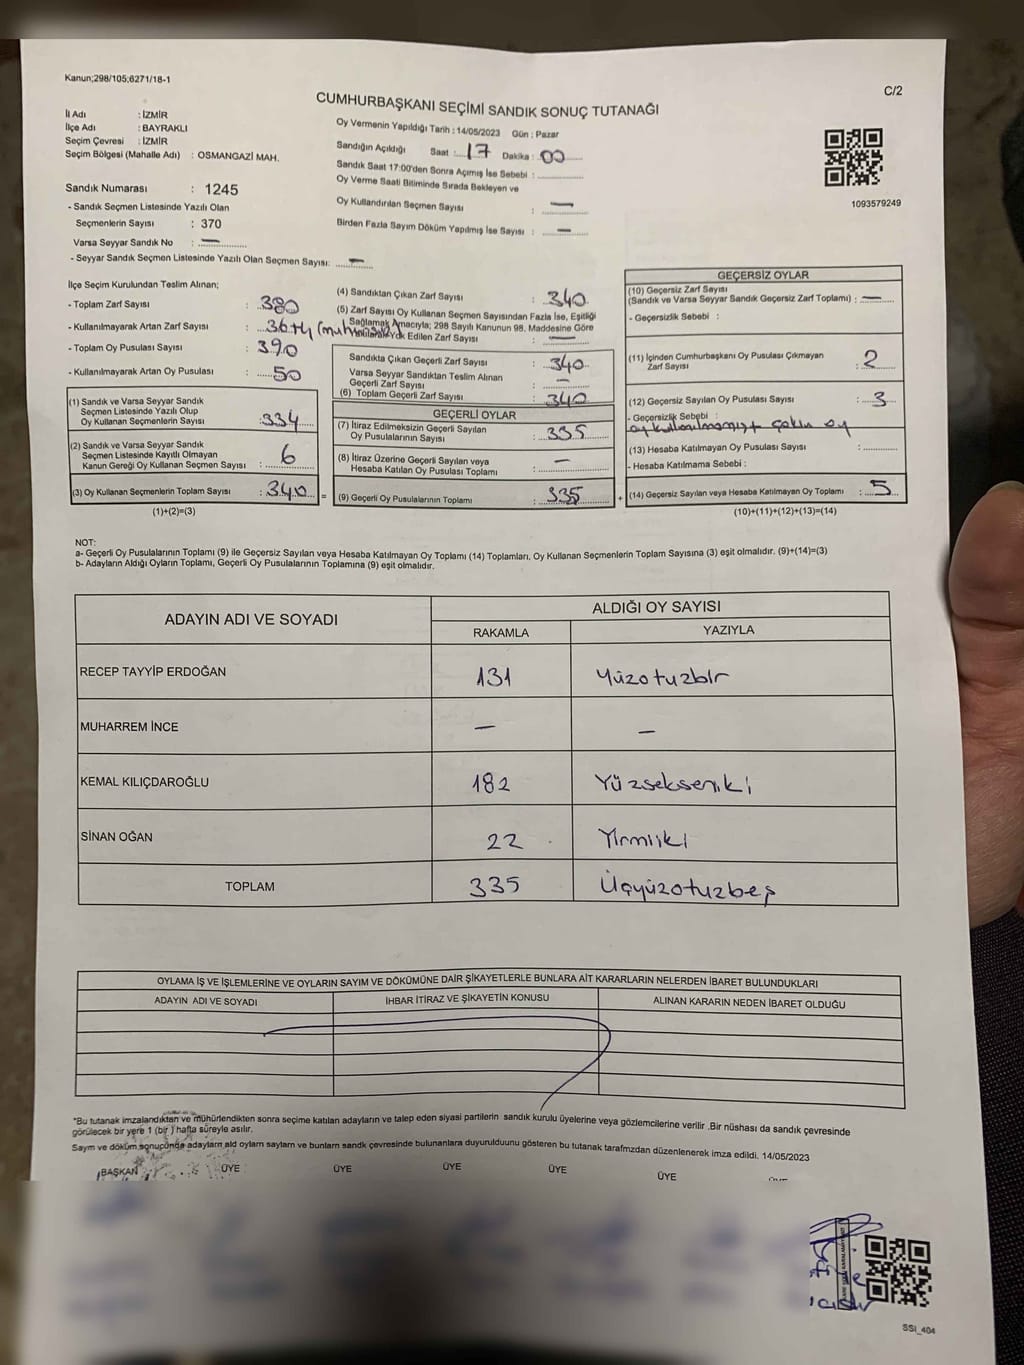 Kanun;298/105;6271/18-1
C/2
CUMHURBAŞKANI SEÇİMİ SANDIK SONUÇ TUTANAĞI
İl Adı : İZMİR
İlçe Adı : BAYRAKLI
Seçim Çevresi : İZMİR
Seçim Bölgesi (Mahalle Adı) : OSMANGAZİ MAH.
Sandık Numarası : 1245
- Sandık Seçmen Listesinde Yazılı Olan
Seçmenlerin Sayısı : 370
Varsa Seyyar Sandık No : —
- Seyyar Sandık Seçmen Listesinde Yazılı Olan Seçmen Sayısı: —
Oy Vermenin Yapıldığı Tarih : 14/05/2023 Gün : Pazar
Sandığın Açıldığı Saat : 17 Dakika : 00
Sandık Saat 17:00'den Sonra Açımış İse Sebebi :
Oy Verme Saati Bitiminde Sırada Bekleyen ve
Oy Kullandırılan Seçmen Sayısı : —
Birden Fazla Sayım Döküm Yapılmış İse Sayısı : —
1093579249
İlçe Seçim Kurulundan Teslim Alınan;
- Toplam Zarf Sayısı : 380
- Kullanılmayarak Artan Zarf Sayısı : 36+4
- Toplam Oy Pusulası Sayısı : 390
- Kullanılmayarak Artan Oy Pusulası : 50
(1) Sandık ve Varsa Seyyar Sandık
Seçmen Listesinde Yazılı Olup
Oy Kullanan Seçmenlerin Sayısı : 334
(2) Sandık ve Varsa Seyyar Sandık
Seçmen Listesinde Kayıtlı Olmayan
Kanun Gereği Oy Kullanan Seçmen Sayısı : 6
(3) Oy Kullanan Seçmenlerin Toplam Sayısı : 340 =
(1)+(2)=(3)
(4) Sandıktan Çıkan Zarf Sayısı : 340
(5) Zarf Sayısı Oy Kullanan Seçmen Sayısından Fazla İse, Eşitliği
Sağlamak Amacıyla; 298 Sayılı Kanunun 98. Maddesine Göre
Yok Edilen Zarf Sayısı : —
Sandıkta Çıkan Geçerli Zarf Sayısı : 340
Varsa Seyyar Sandıktan Teslim Alınan
Geçerli Zarf Sayısı : —
(6) Toplam Geçerli Zarf Sayısı : 340
GEÇERLİ OYLAR
(7) İtiraz Edilmeksizin Geçerli Sayılan
Oy Pusulalarının Sayısı : 335
(8) İtiraz Üzerine Geçerli Sayılan veya
Hesaba Katılan Oy Pusulası Toplamı : —
(9) Geçerli Oy Pusulalarının Toplamı : 335 +
GEÇERSİZ OYLAR
(10) Geçersiz Zarf Sayısı
(Sandık ve Varsa Seyyar Sandık Geçersiz Zarf Toplamı) : —
- Geçersizlik Sebebi :
(11) İçinden Cumhurbaşkanı Oy Pusulası Çıkmayan
Zarf Sayısı : 2
(12) Geçersiz Sayılan Oy Pusulası Sayısı : 3
- Geçersizlik Sebebi :
oy kullanılmamış+ çokın oy
(13) Hesaba Katılmayan Oy Pusulası Sayısı :
- Hesaba Katılmama Sebebi :
(14) Geçersiz Sayılan veya Hesaba Katılmayan Oy Toplamı : 5
(10)+(11)+(12)+(13)=(14)
NOT:
a- Geçerli Oy Pusulalarının Toplamı (9) ile Geçersiz Sayılan veya Hesaba Katılmayan Oy Toplamı (14) Toplamları, Oy Kullanan Seçmenlerin Toplam Sayısına (3) eşit olmalıdır. (9)+(14)=(3)
b- Adayların Aldığı Oyların Toplamı, Geçerli Oy Pusulalarının Toplamına (9) eşit olmalıdır.
ADAYIN ADI VE SOYADI ALDIĞI OY SAYISI
RAKAMLA YAZIYLA
RECEP TAYYİP ERDOĞAN 131 Yüzotuzbir
MUHARREM İNCE — —
KEMAL KILIÇDAROĞLU 182 Yüzseksenıki
SİNAN OĞAN 22 Yirmiiki
TOPLAM 335 Üçyüzotuzbeş
OYLAMA İŞ VE İŞLEMLERİNE VE OYLARIN SAYIM VE DÖKÜMÜNE DAİR ŞİKAYETLERLE BUNLARA AİT KARARLARIN NELERDEN İBARET BULUNDUKLARI
ADAYIN ADI VE SOYADI İHBAR İTİRAZ VE ŞİKAYETİN KONUSU ALINAN KARARIN NEDEN İBARET OLDUĞU
*Bu tutanak imzalandıktan ve mühürlendikten sonra seçime katılan adayların ve talep eden siyasi partilerin sandık kurulu üyelerine veya gözlemcilerine verilir .Bir nüshası da sandık çevresinde
görülecek bir yere 1 (bir ) hafta süreyle asılır.
Saym ve döküm sonuçunda adayların ald oyların saylarn ve bunların sandk çevresinde bulunanlara duyurulduunu gösteren bu tutanak tarafmzdan düzenlenerek imza edildi. 14/05/2023
BAŞKAN ÜYE ÜYE ÜYE ÜYE ÜYE
SSİ_404